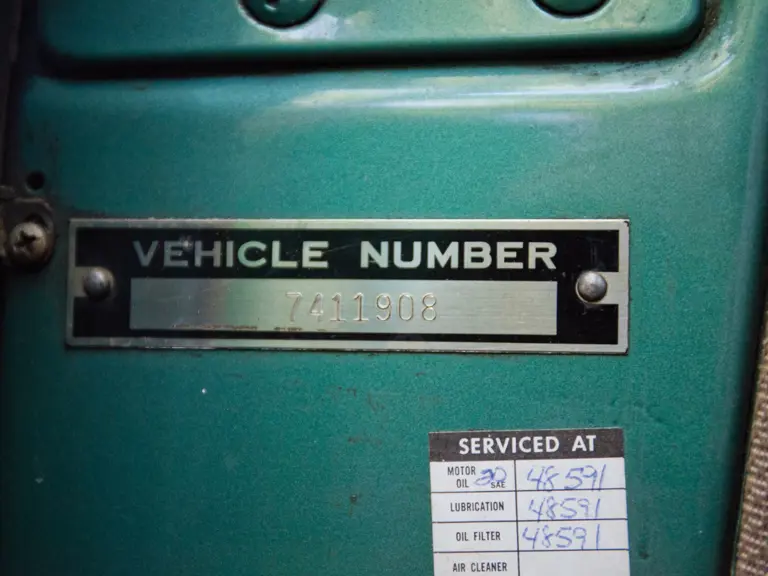 VEHICLE NUMBER
7411908
SERVICED AT
MOTOR OIL 20 SAE 48591
LUBRICATION 48591
OIL FILTER 48591
AIR CLEANER